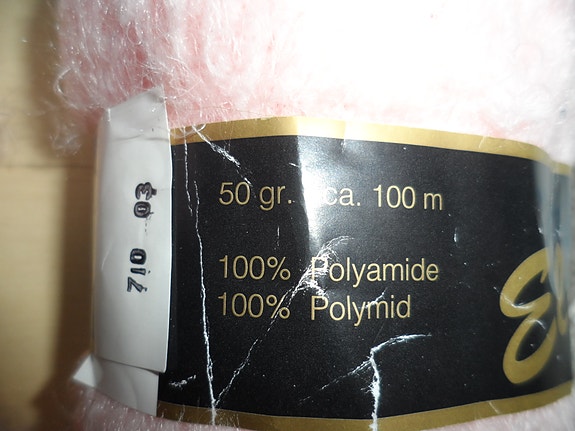 50 gr. ca. 100 m
100% Polyamide
100% Polymid
710 03